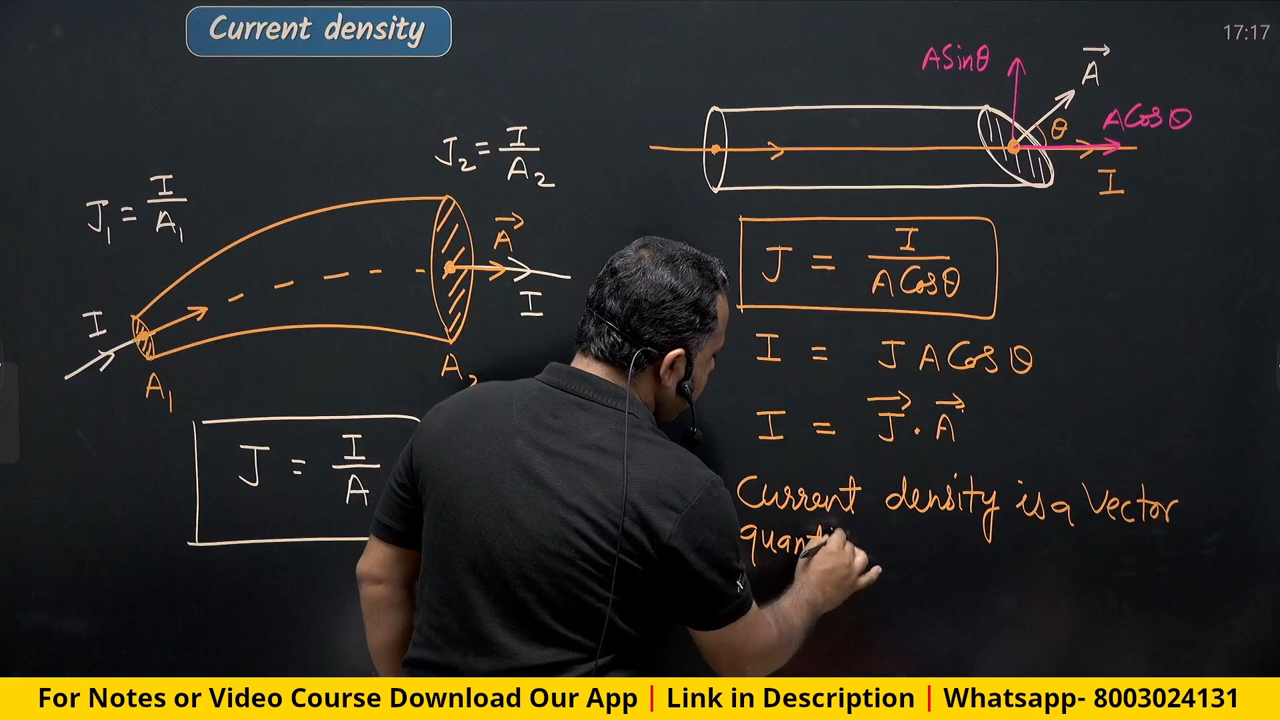 Current density
17:17
ASinθ
A
ACosθ
θ
I
J₂ = I/A₂
J₁ = I/A₁
A
I
I
A₁
J = I/A
J = I/ACosθ
I = JACosθ
I = J.A
Current density is a Vector
For Notes or Video Course Download Our App | Link in Description | Whatsapp- 8003024131